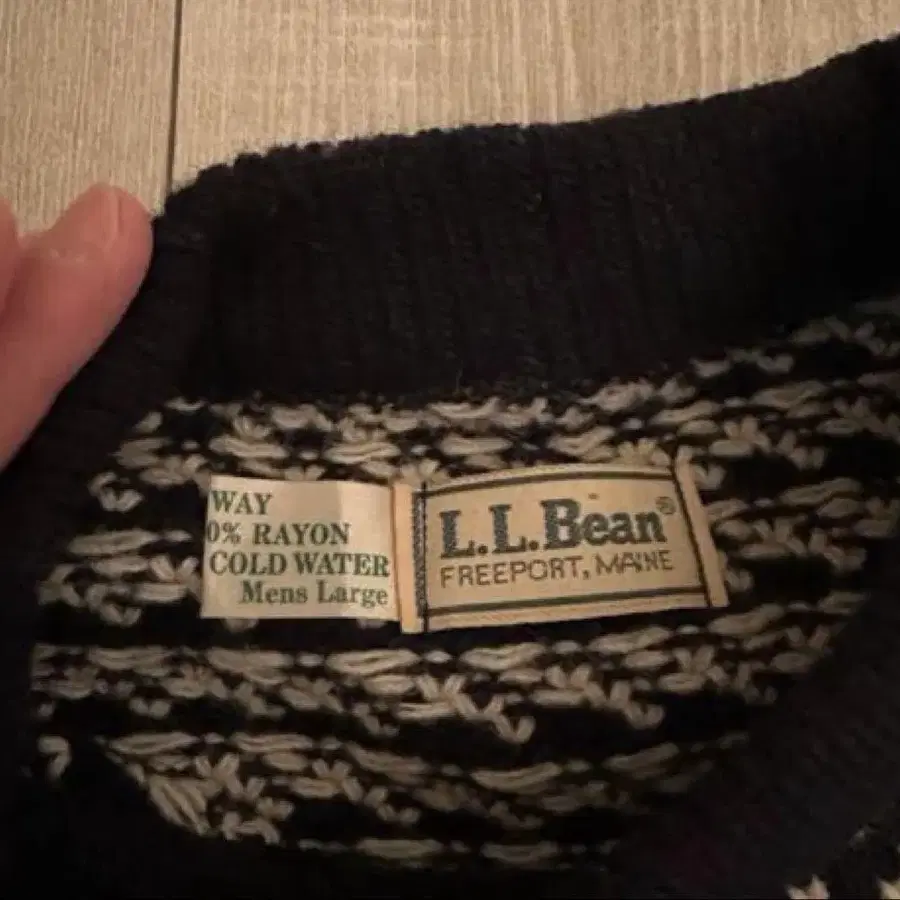 WAY
0% RAYON
COLD WATER
Mens Large
L.L.Bean®
FREEPORT, MAINE